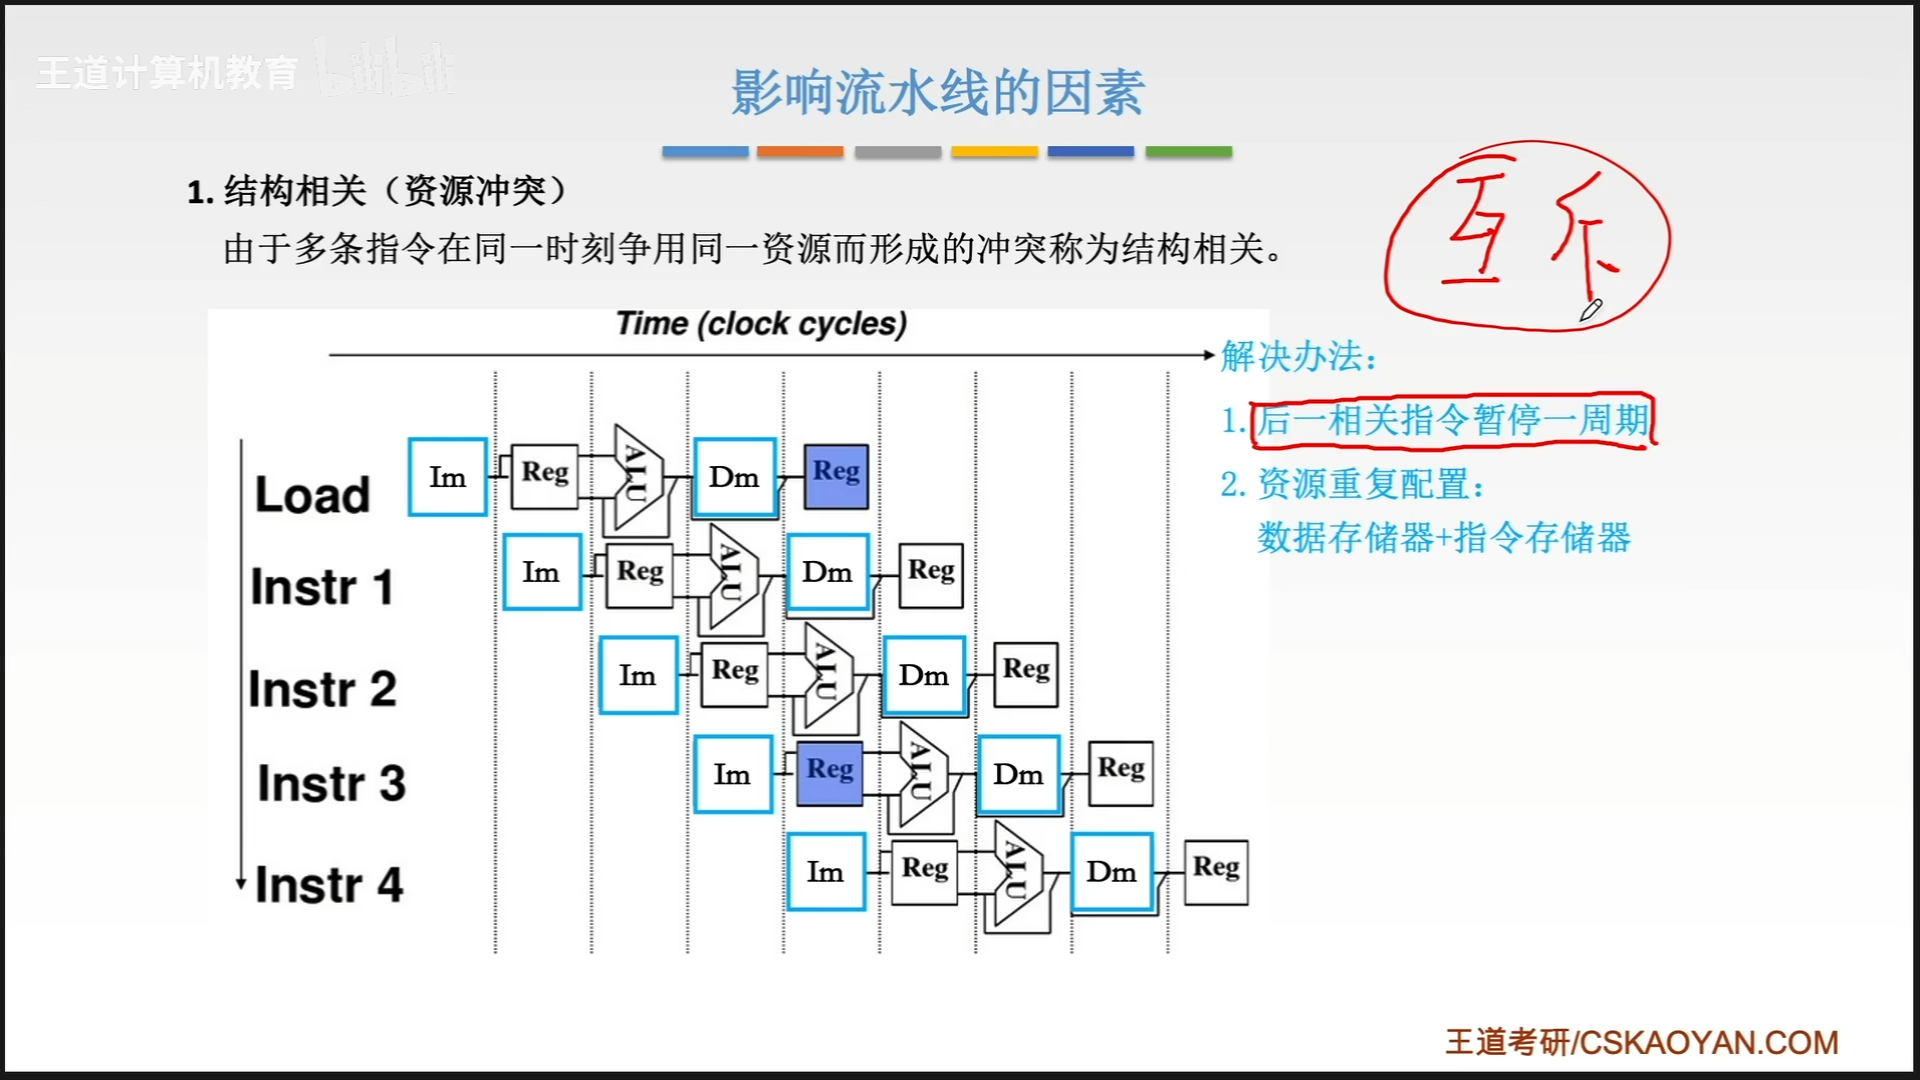 王道计算机教育 bilibili
影响流水线的因素
1. 结构相关（资源冲突）
由于多条指令在同一时刻争用同一资源而形成的冲突称为结构相关。
互斥
Time (clock cycles)
解决办法：
1. 后一相关指令暂停一周期
2. 资源重复配置：
数据存储器+指令存储器
Load Im Reg ALU Dm Reg
Instr 1 Im Reg ALU Dm Reg
Instr 2 Im Reg ALU Dm Reg
Instr 3 Im Reg ALU Dm Reg
Instr 4 Im Reg ALU Dm Reg
王道考研/CSKAOYAN.COM